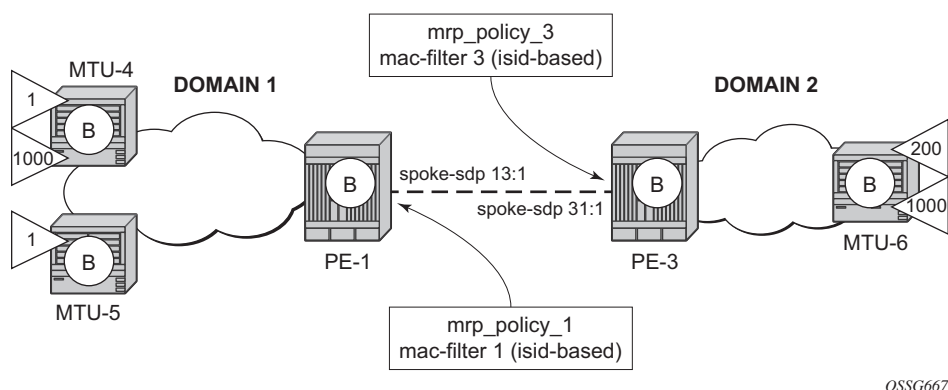 mrp_policy_3
mac-filter 3 (isid-based)
MTU-4
DOMAIN 1
DOMAIN 2
1
B
1000
200
B
1000
B
spoke-sdp 13:1
spoke-sdp 31:1
B
1
B
PE-1
PE-3
MTU-6
MTU-5
mrp_policy_1
mac-filter 1 (isid-based)
OSSG667